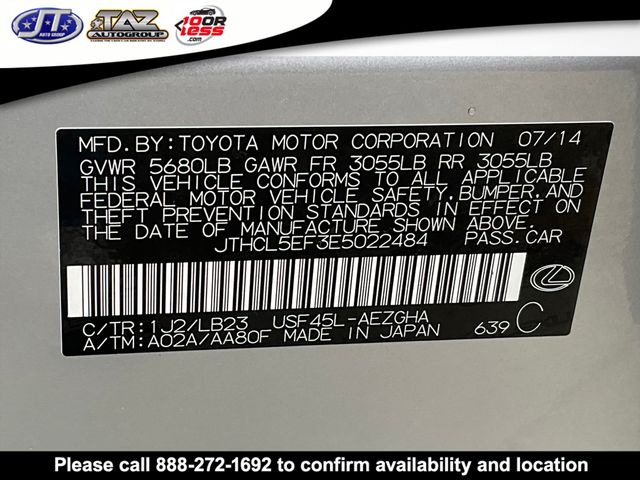 JT
AUTO GROUP
TAZ
AUTOGROUP
10 OR
LESS.COM
MFD.BY:TOYOTA MOTOR CORPORATION 07/14
GVWR 5680LB GAWR FR 3055LB RR 3055LB
THIS VEHICLE CONFORMS TO ALL APPLICABLE
FEDERAL MOTOR VEHICLE SAFETY,BUMPER,AND
THEFT PREVENTION STANDARDS IN EFFECT ON
THE DATE OF MANUFACTURE SHOWN ABOVE.
JTHCL5EF3E5022484 PASS.CAR
C/TR:1J2/LB23 USF45L-AEZGHA
A/TM:A02A/AA80F MADE IN JAPAN 639 C
Please call 888-272-1692 to confirm availability and location